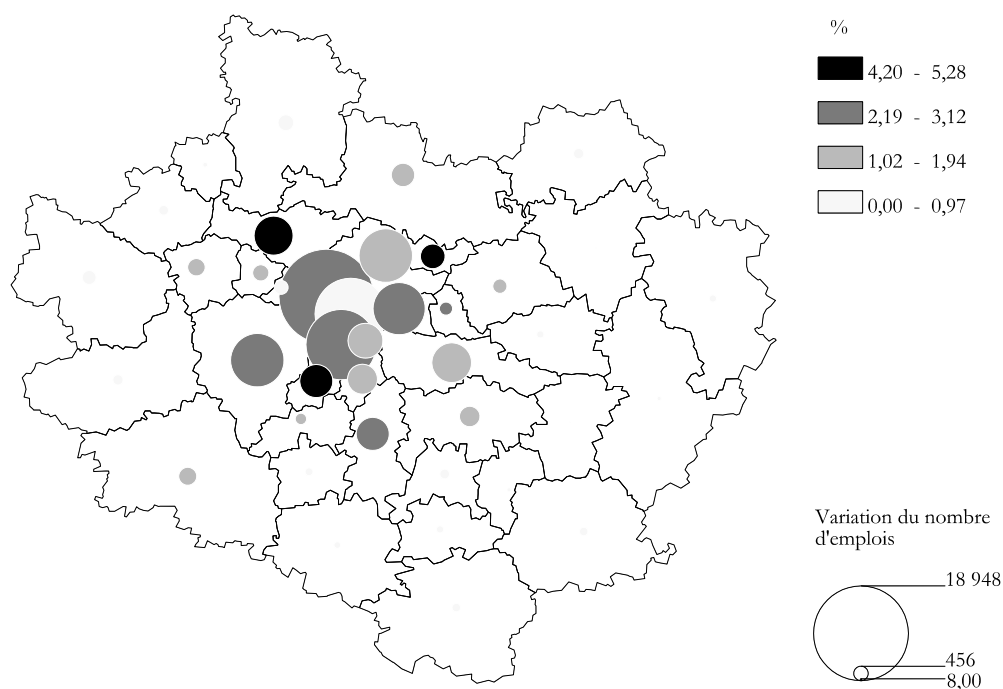 %
4,20 - 5,28
2,19 - 3,12
1,02 - 1,94
0,00 - 0,97
Variation du nombre
d'emplois
18 948
456
8,00